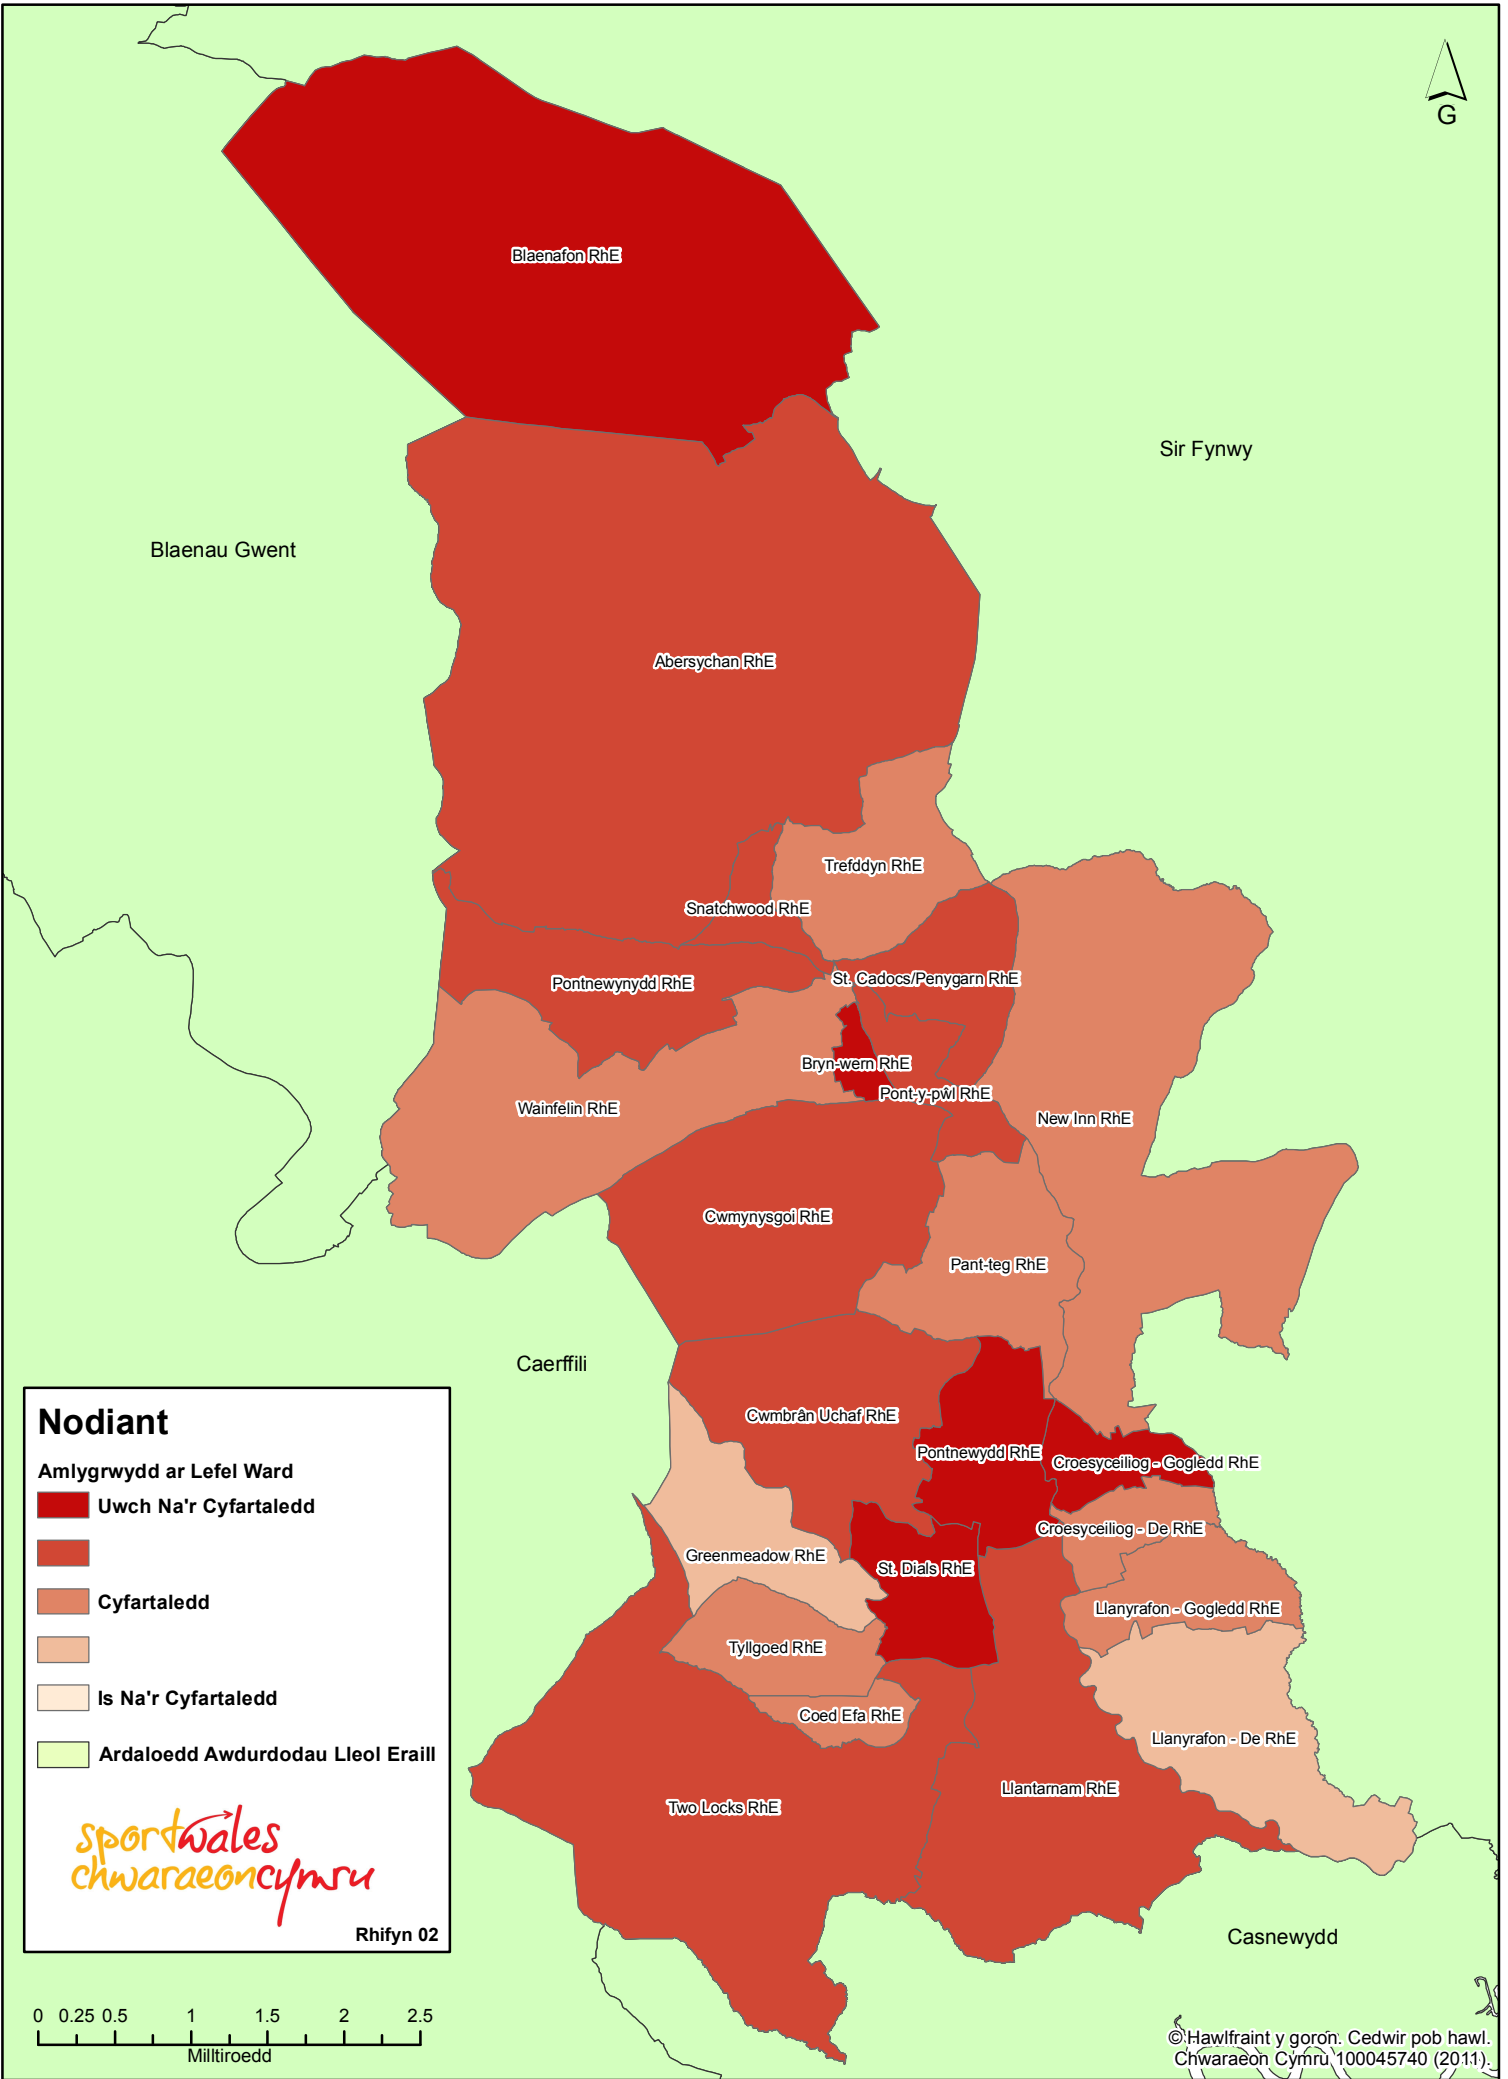 G
Blaenafon RhE
Sir Fynwy
Blaenau Gwent
Abersychan RhE
Trefddyn RhE
Snatchwood RhE
St. Cadocs/Penygarn RhE
Pontnewynydd RhE
Bryn-wern RhE
Pont-y-pŵl RhE
Wainfelin RhE
New Inn RhE
Cwmynysgoi RhE
Pant-teg RhE
Caerffili
Cwmbrân Uchaf RhE
Pontnewydd RhE
Croesyceiliog - Gogledd RhE
Croesyceiliog - De RhE
Greenmeadow RhE
St. Dials RhE
Llanyrafon - Gogledd RhE
Tyllgoed RhE
Coed Efa RhE
Llanyrafon - De RhE
Llantarnam RhE
Two Locks RhE
Casnewydd
Nodiant
Amlygrwydd ar Lefel Ward
Uwch Na'r Cyfartaledd
Cyfartaledd
Is Na'r Cyfartaledd
Ardaloedd Awdurdodau Lleol Eraill
sportwales
chwaraeoncymru
Rhifyn 02
0 0.25 0.5 1 1.5 2 2.5
Milltiroedd
© Hawlfraint y goron. Cedwir pob hawl.
Chwaraeon Cymru 100045740 (2011).